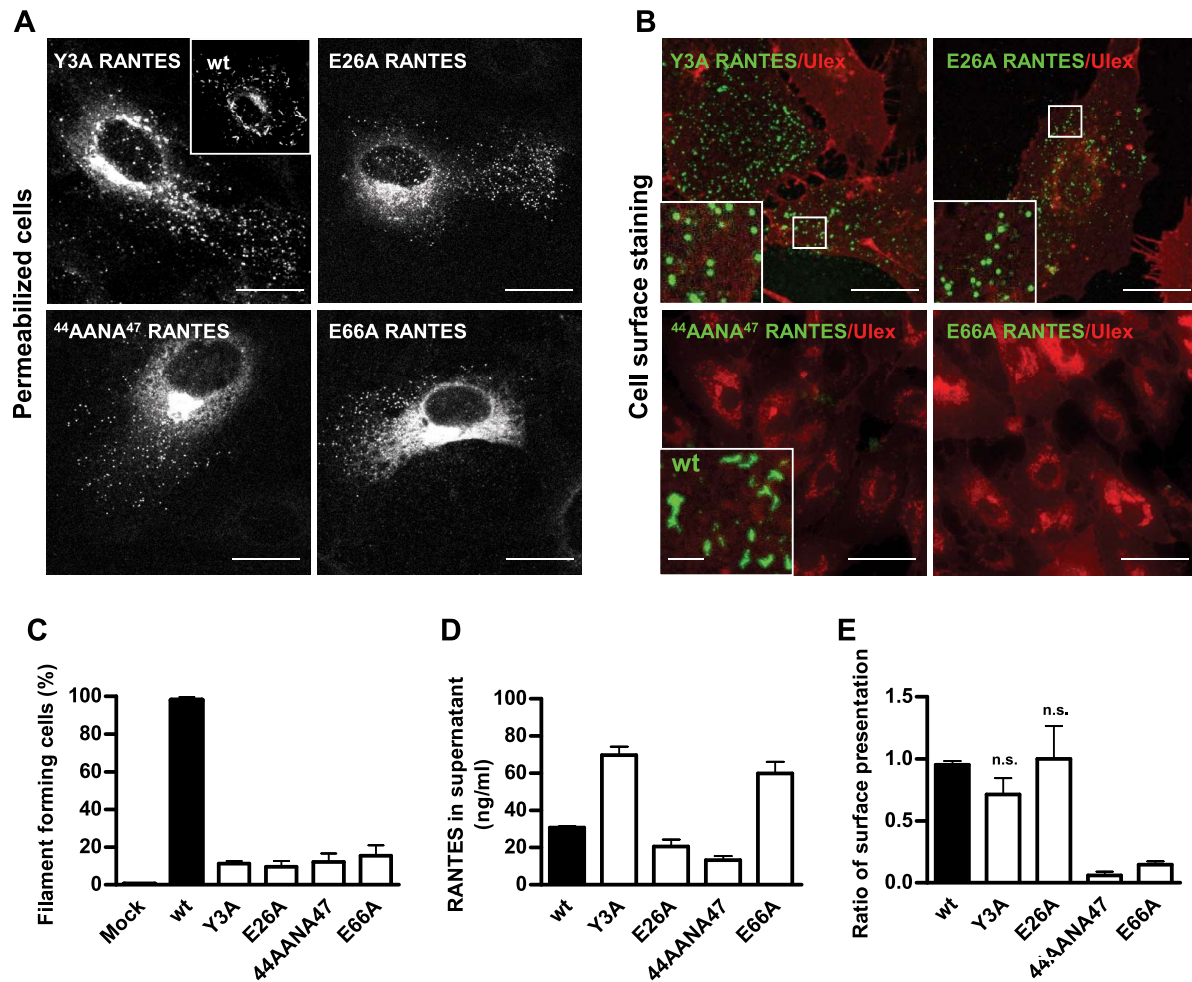 A
Permeabilized cells
Y3A RANTES
wt
E26A RANTES
⁴⁴AANA⁴⁷ RANTES
E66A RANTES
B
Cell surface staining
Y3A RANTES/Ulex
E26A RANTES/Ulex
⁴⁴AANA⁴⁷ RANTES/Ulex
wt
E66A RANTES/Ulex
C
Filament forming cells (%)
100
80
60
40
20
0
Mock
wt
Y3A
E26A
44AANA47
E66A
D
RANTES in supernatant
(ng/ml)
100
80
60
40
20
0
wt
Y3A
E26A
44AANA47
E66A
E
Ratio of surface presentation
1.5
1.0
0.5
0.0
n.s.
n.s.
wt
Y3A
E26A
44AANA47
E66A